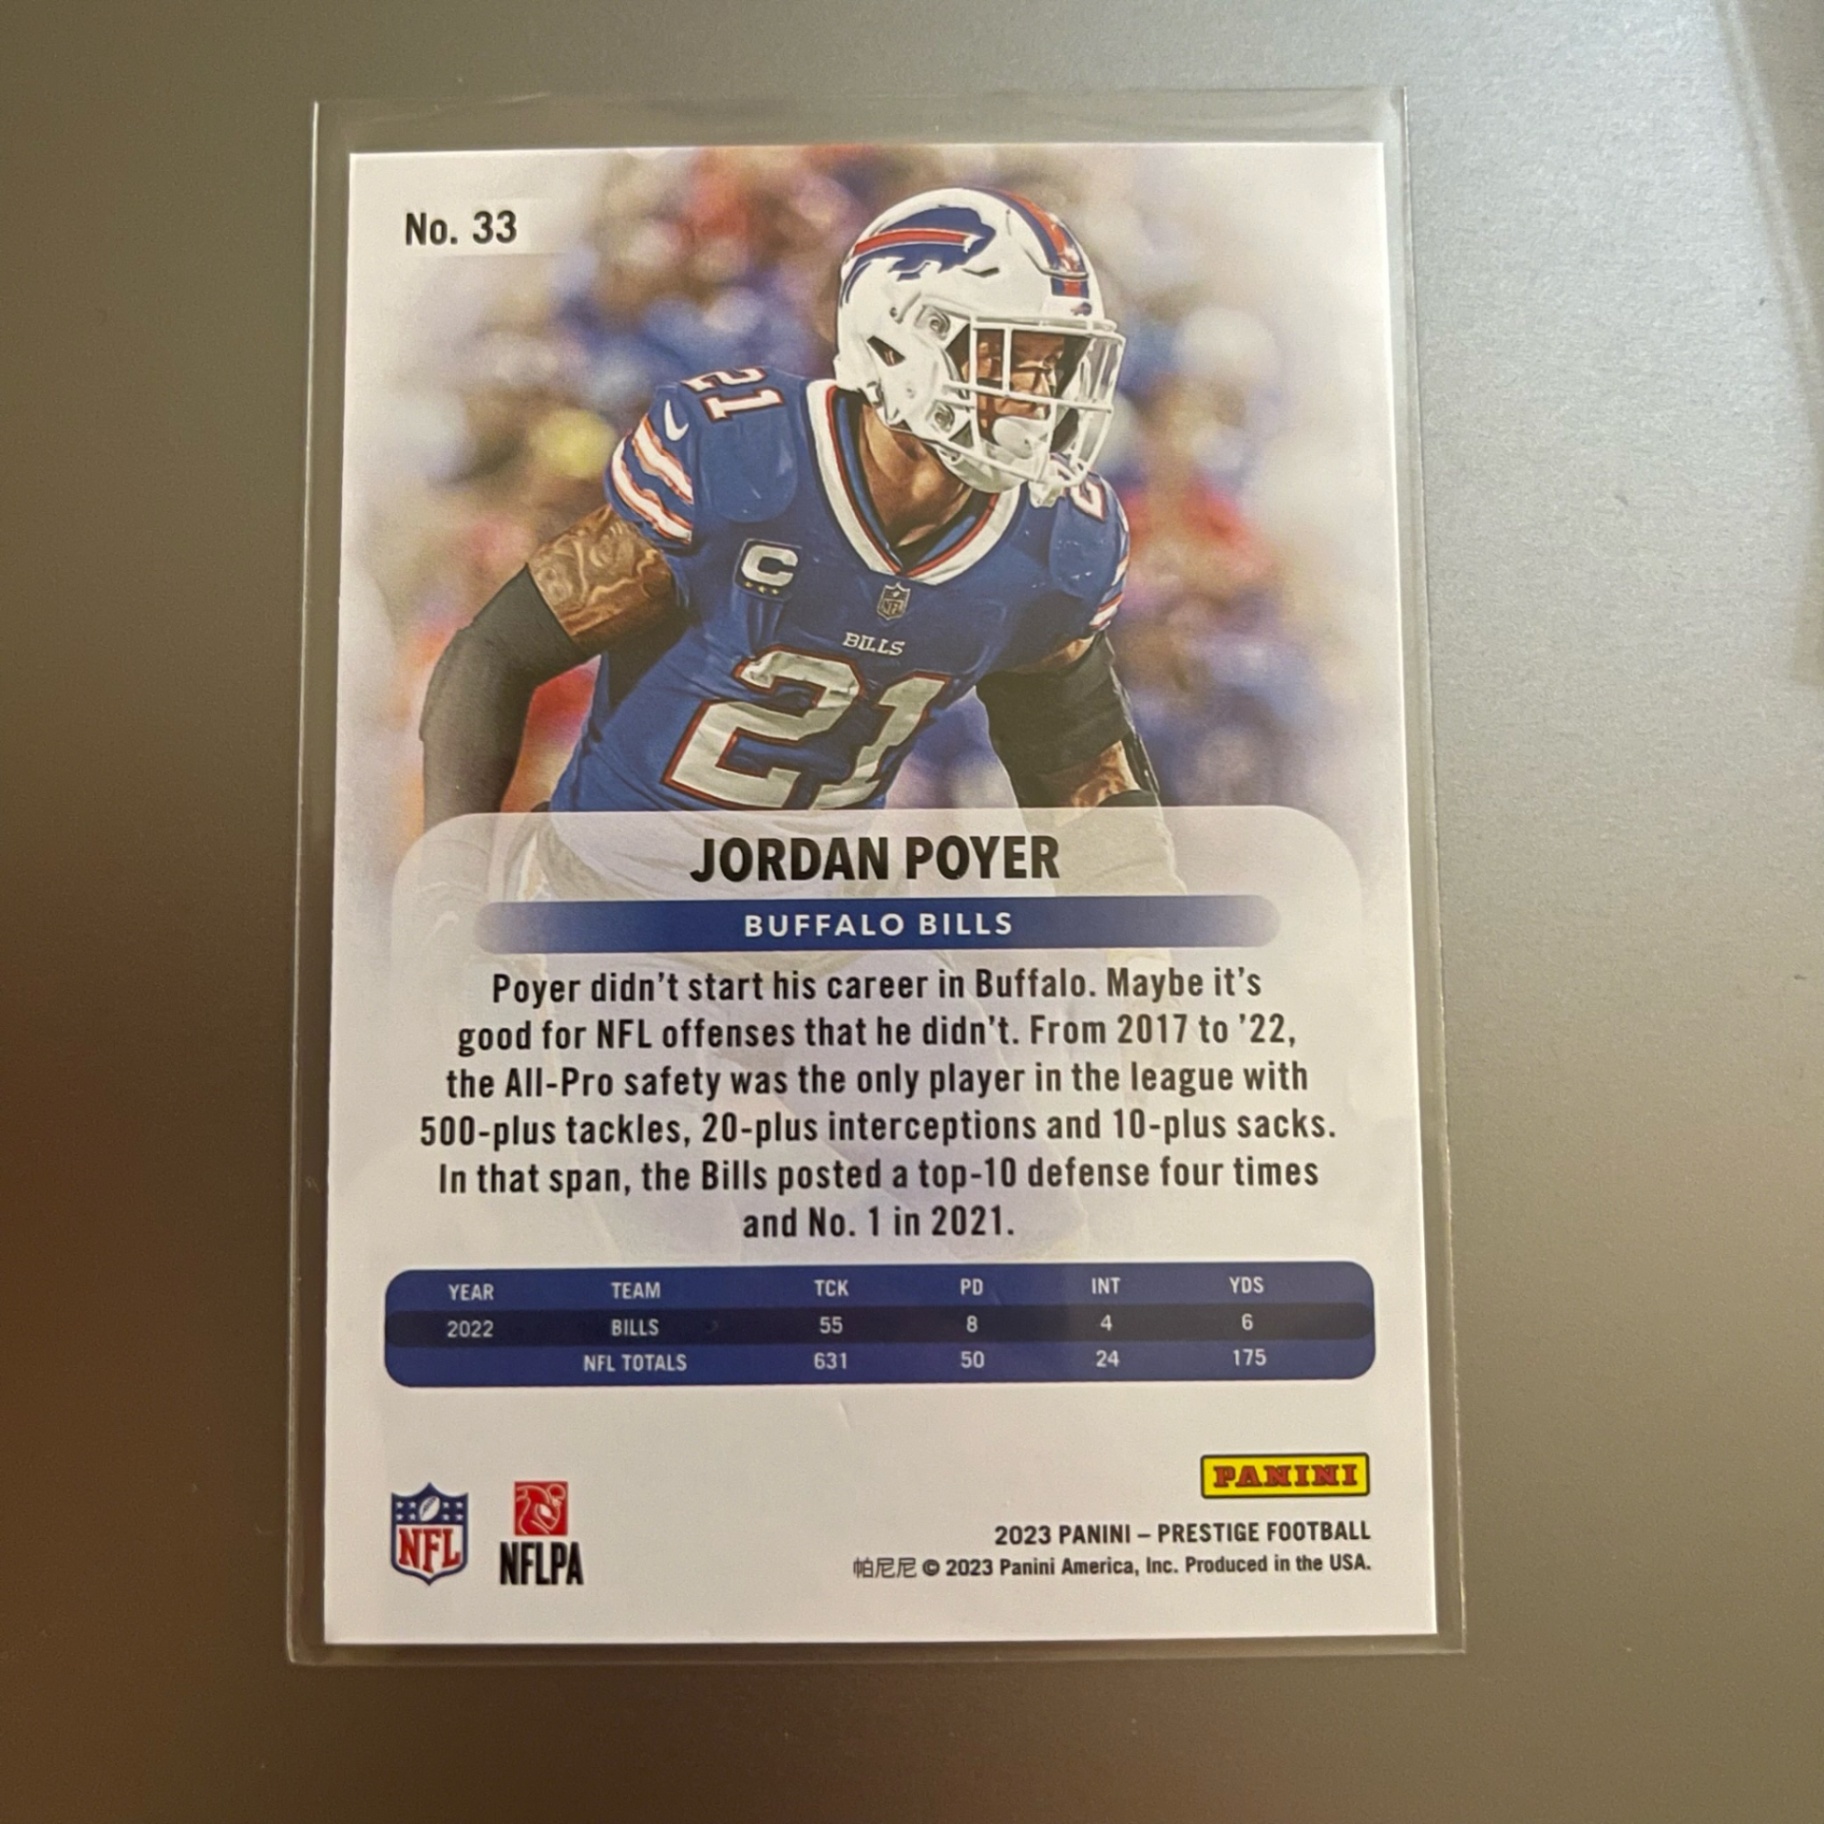 No. 33
21
C
NFL
BILLS
21
JORDAN POYER
BUFFALO BILLS
Poyer didn't start his career in Buffalo. Maybe it's
good for NFL offenses that he didn't. From 2017 to '22,
the All-Pro safety was the only player in the league with
500-plus tackles, 20-plus interceptions and 10-plus sacks.
In that span, the Bills posted a top-10 defense four times
and No. 1 in 2021.
YEAR TEAM TCK PD INT YDS
2022 BILLS 55 8 4 6
NFL TOTALS 631 50 24 175
PANINI
NFL NFLPA
2023 PANINI – PRESTIGE FOOTBALL
帕尼尼 © 2023 Panini America, Inc. Produced in the USA.